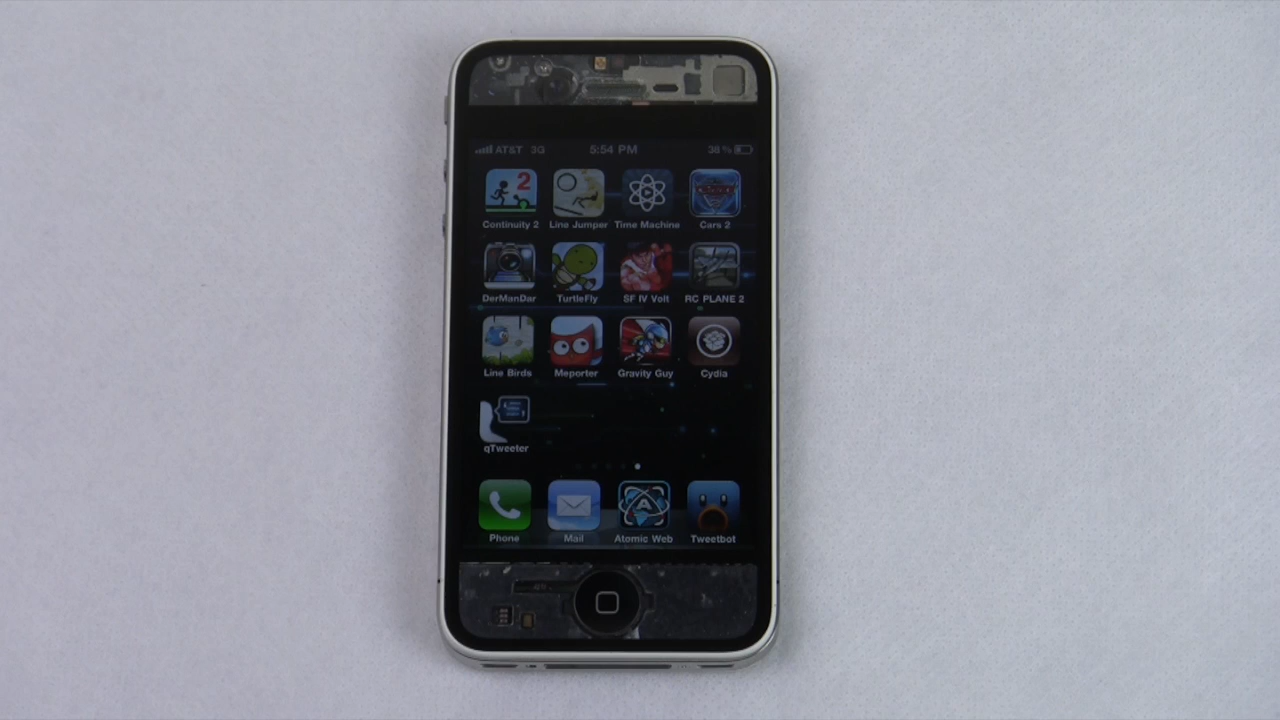 AT&T 3G 5:54 PM 38%
2
Continuity 2 Line Jumper Time Machine Cars 2
DerManDar TurtleFly SF IV Volt RC PLANE 2
Line Birds Meporter Gravity Guy Cydia
qTweeter
A
Phone Mail Atomic Web Tweetbot